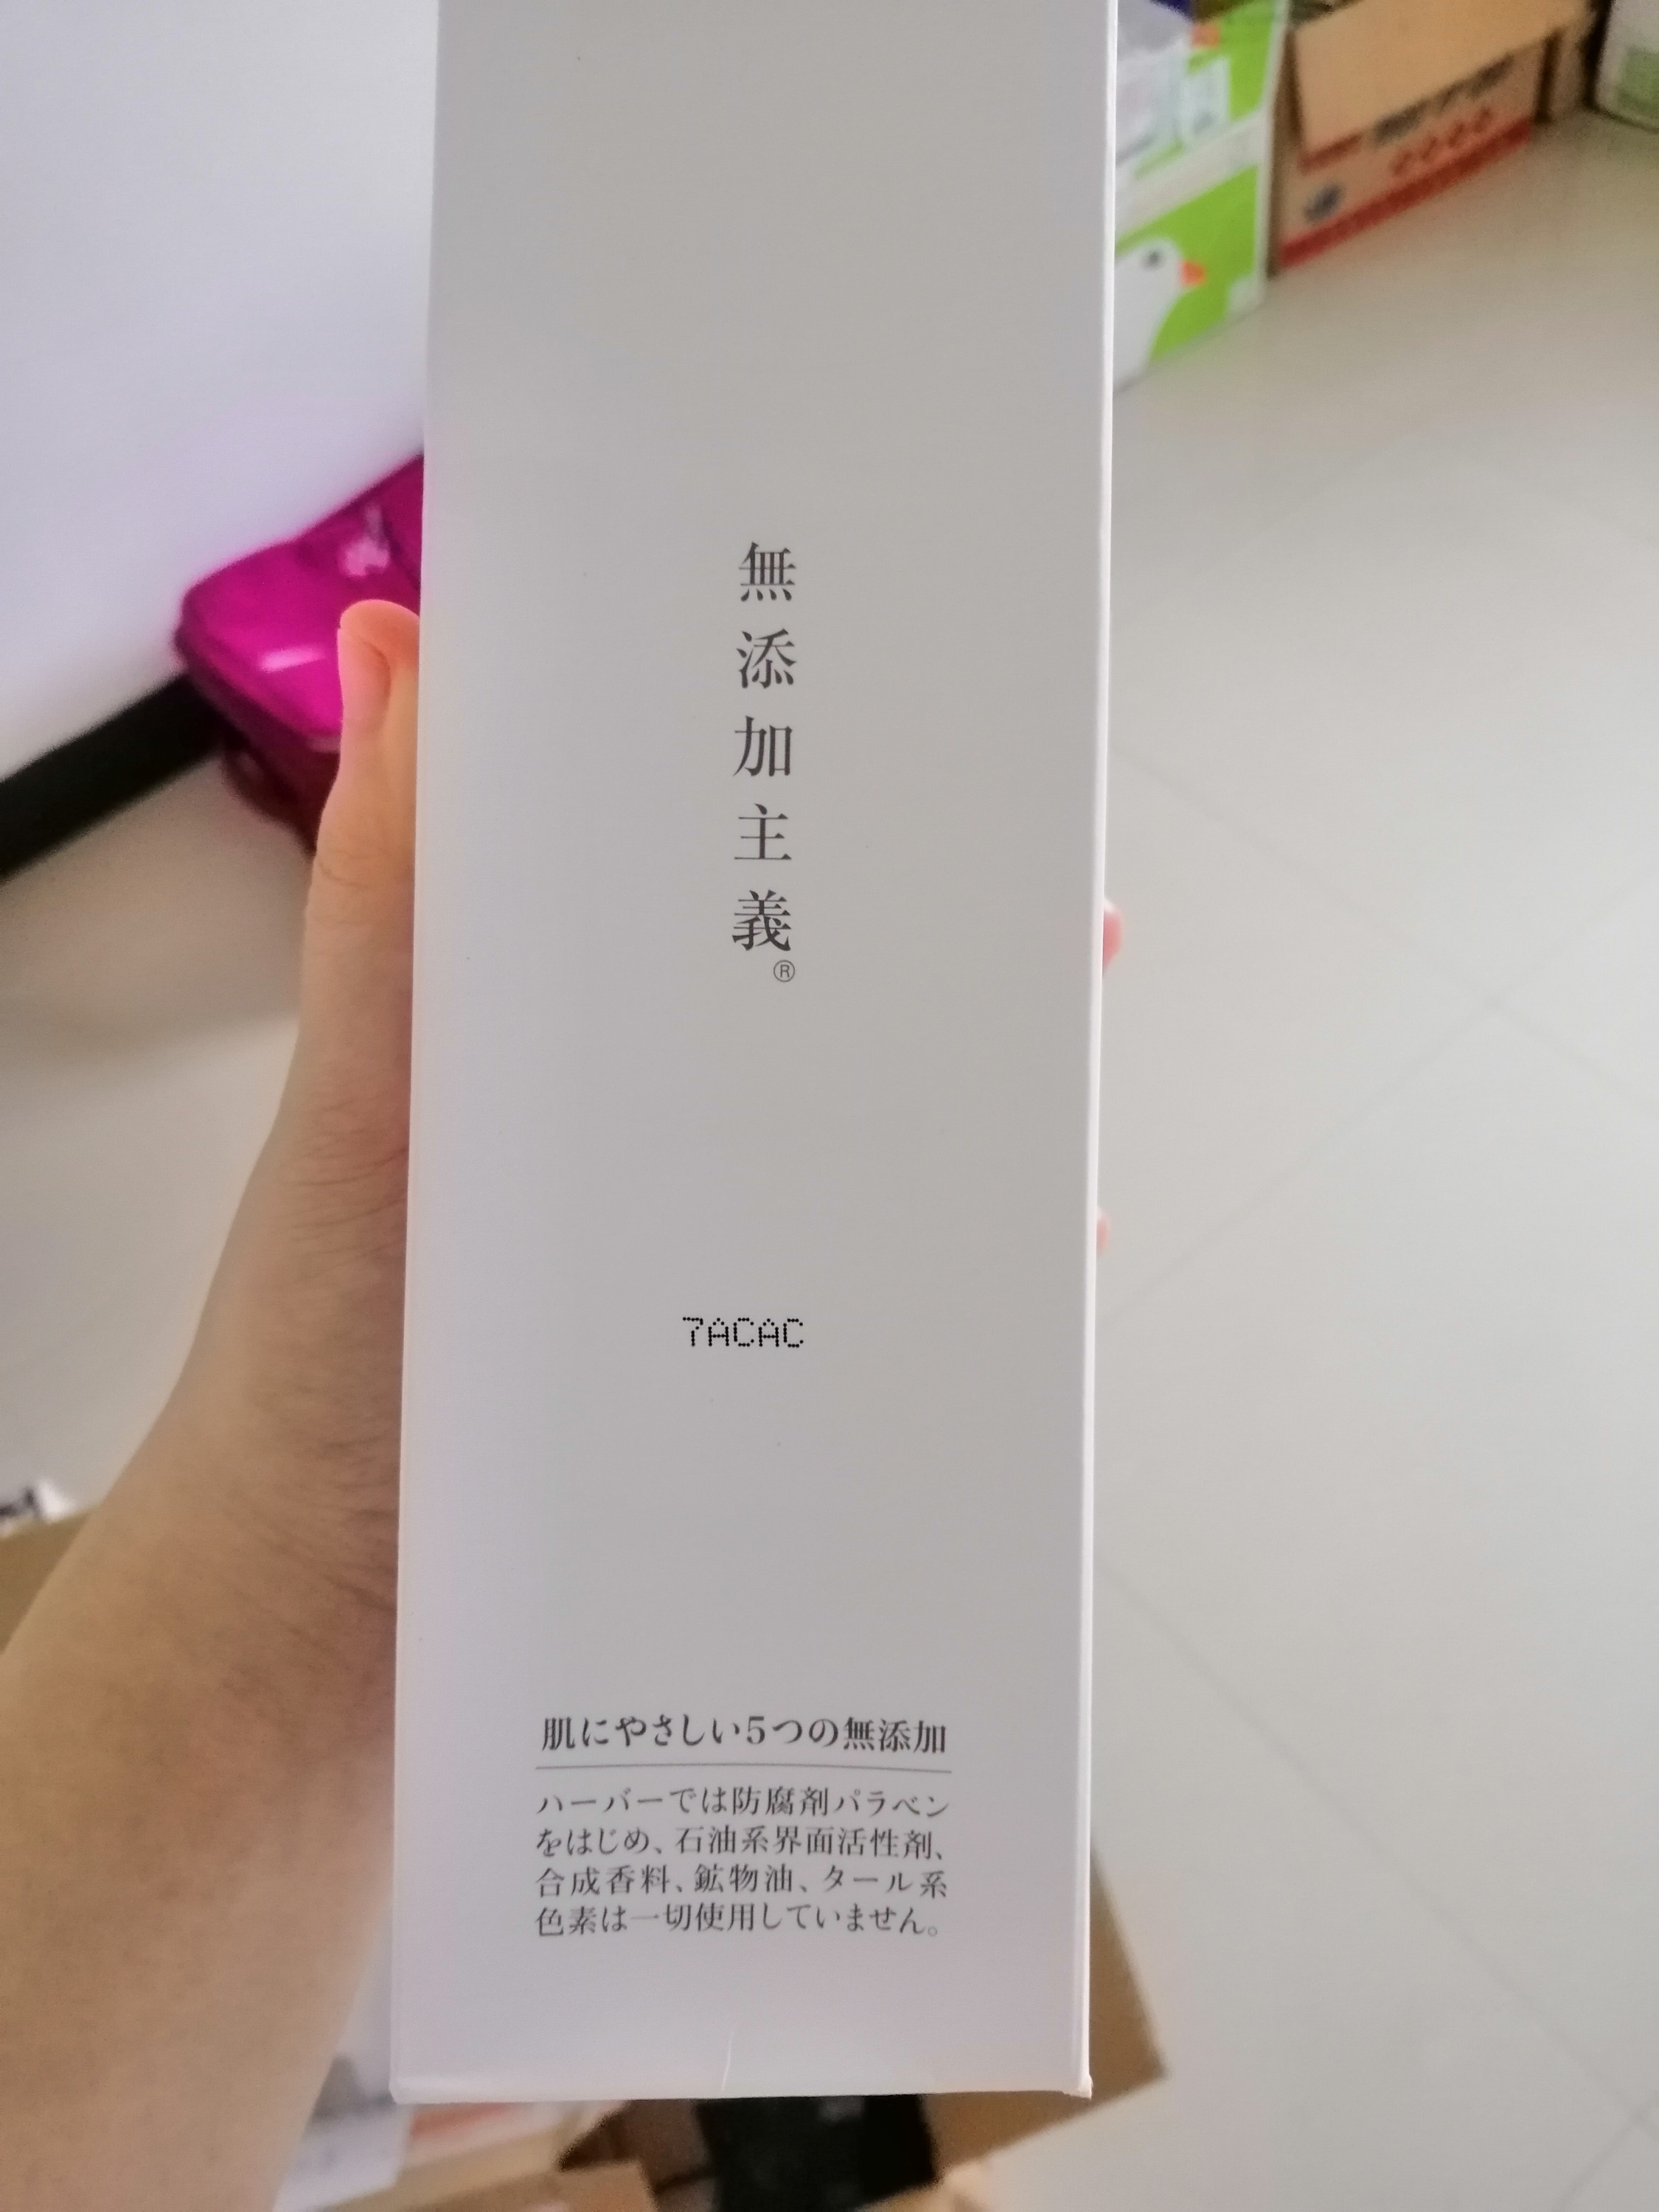 無添加主義®
7ACAC
肌にやさしい5つの無添加
ハーバーでは防腐剤パラベン
をはじめ、石油系界面活性剤、
合成香料、鉱物油、タール系
色素は一切使用していません。